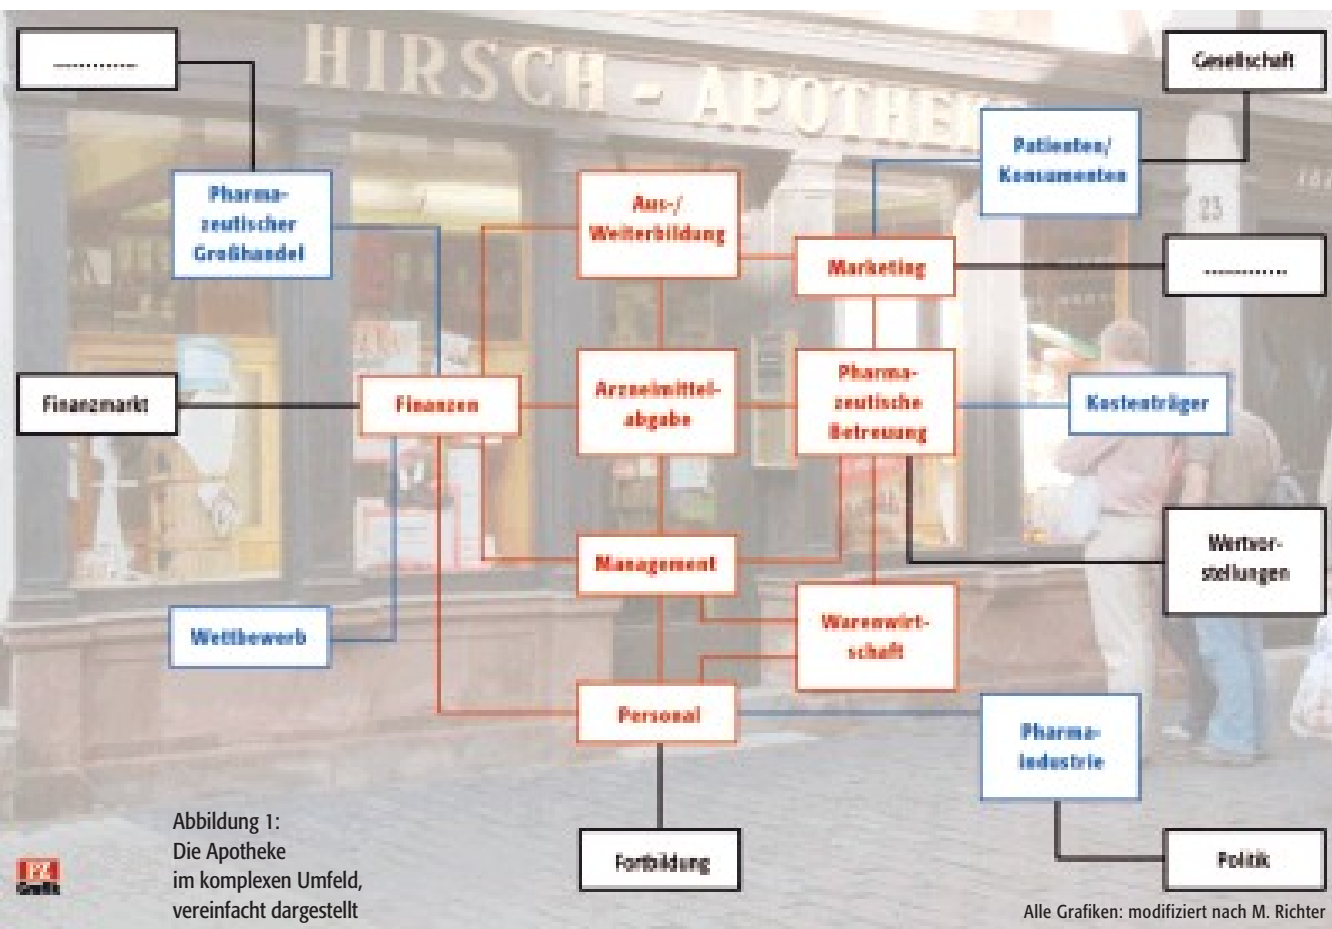 HIRSCH - APOTHEKE
.............
Gesellschaft
Patienten/
Konsumenten
Pharma-
zeutischer
Großhandel
Aus-/
Weiterbildung
23
Marketing
.............
Finanzmarkt
Finanzen
Arzneimittel-
abgabe
Pharma-
zeutische
Betreuung
Kostenträger
Management
Wertvor-
stellungen
Wettbewerb
Warenwirt-
schaft
Personal
Pharma-
industrie
Fortbildung
Politik
Abbildung 1:
Die Apotheke
im komplexen Umfeld,
vereinfacht dargestellt
PZ
Grafik
Alle Grafiken: modifiziert nach M. Richter